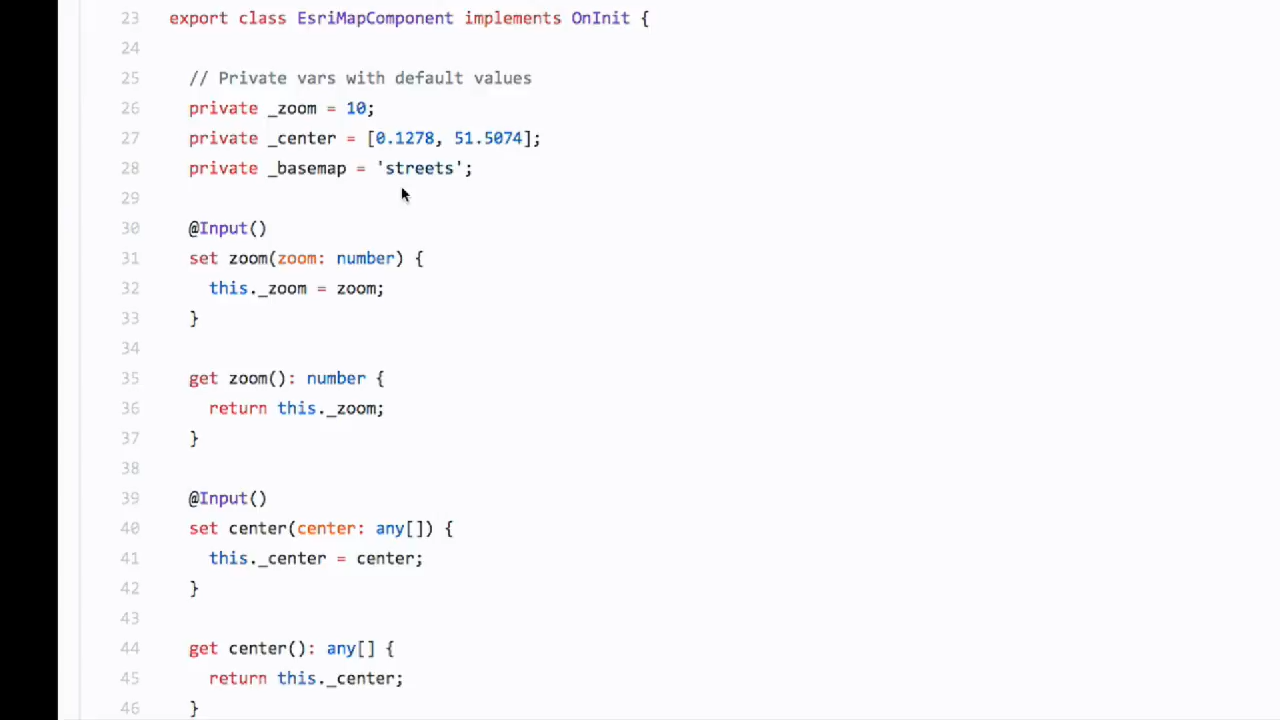 23 export class EsriMapComponent implements OnInit {
24
25 // Private vars with default values
26 private _zoom = 10;
27 private _center = [0.1278, 51.5074];
28 private _basemap = 'streets';
29
30 @Input()
31 set zoom(zoom: number) {
32 this._zoom = zoom;
33 }
34
35 get zoom(): number {
36 return this._zoom;
37 }
38
39 @Input()
40 set center(center: any[]) {
41 this._center = center;
42 }
43
44 get center(): any[] {
45 return this._center;
46 }